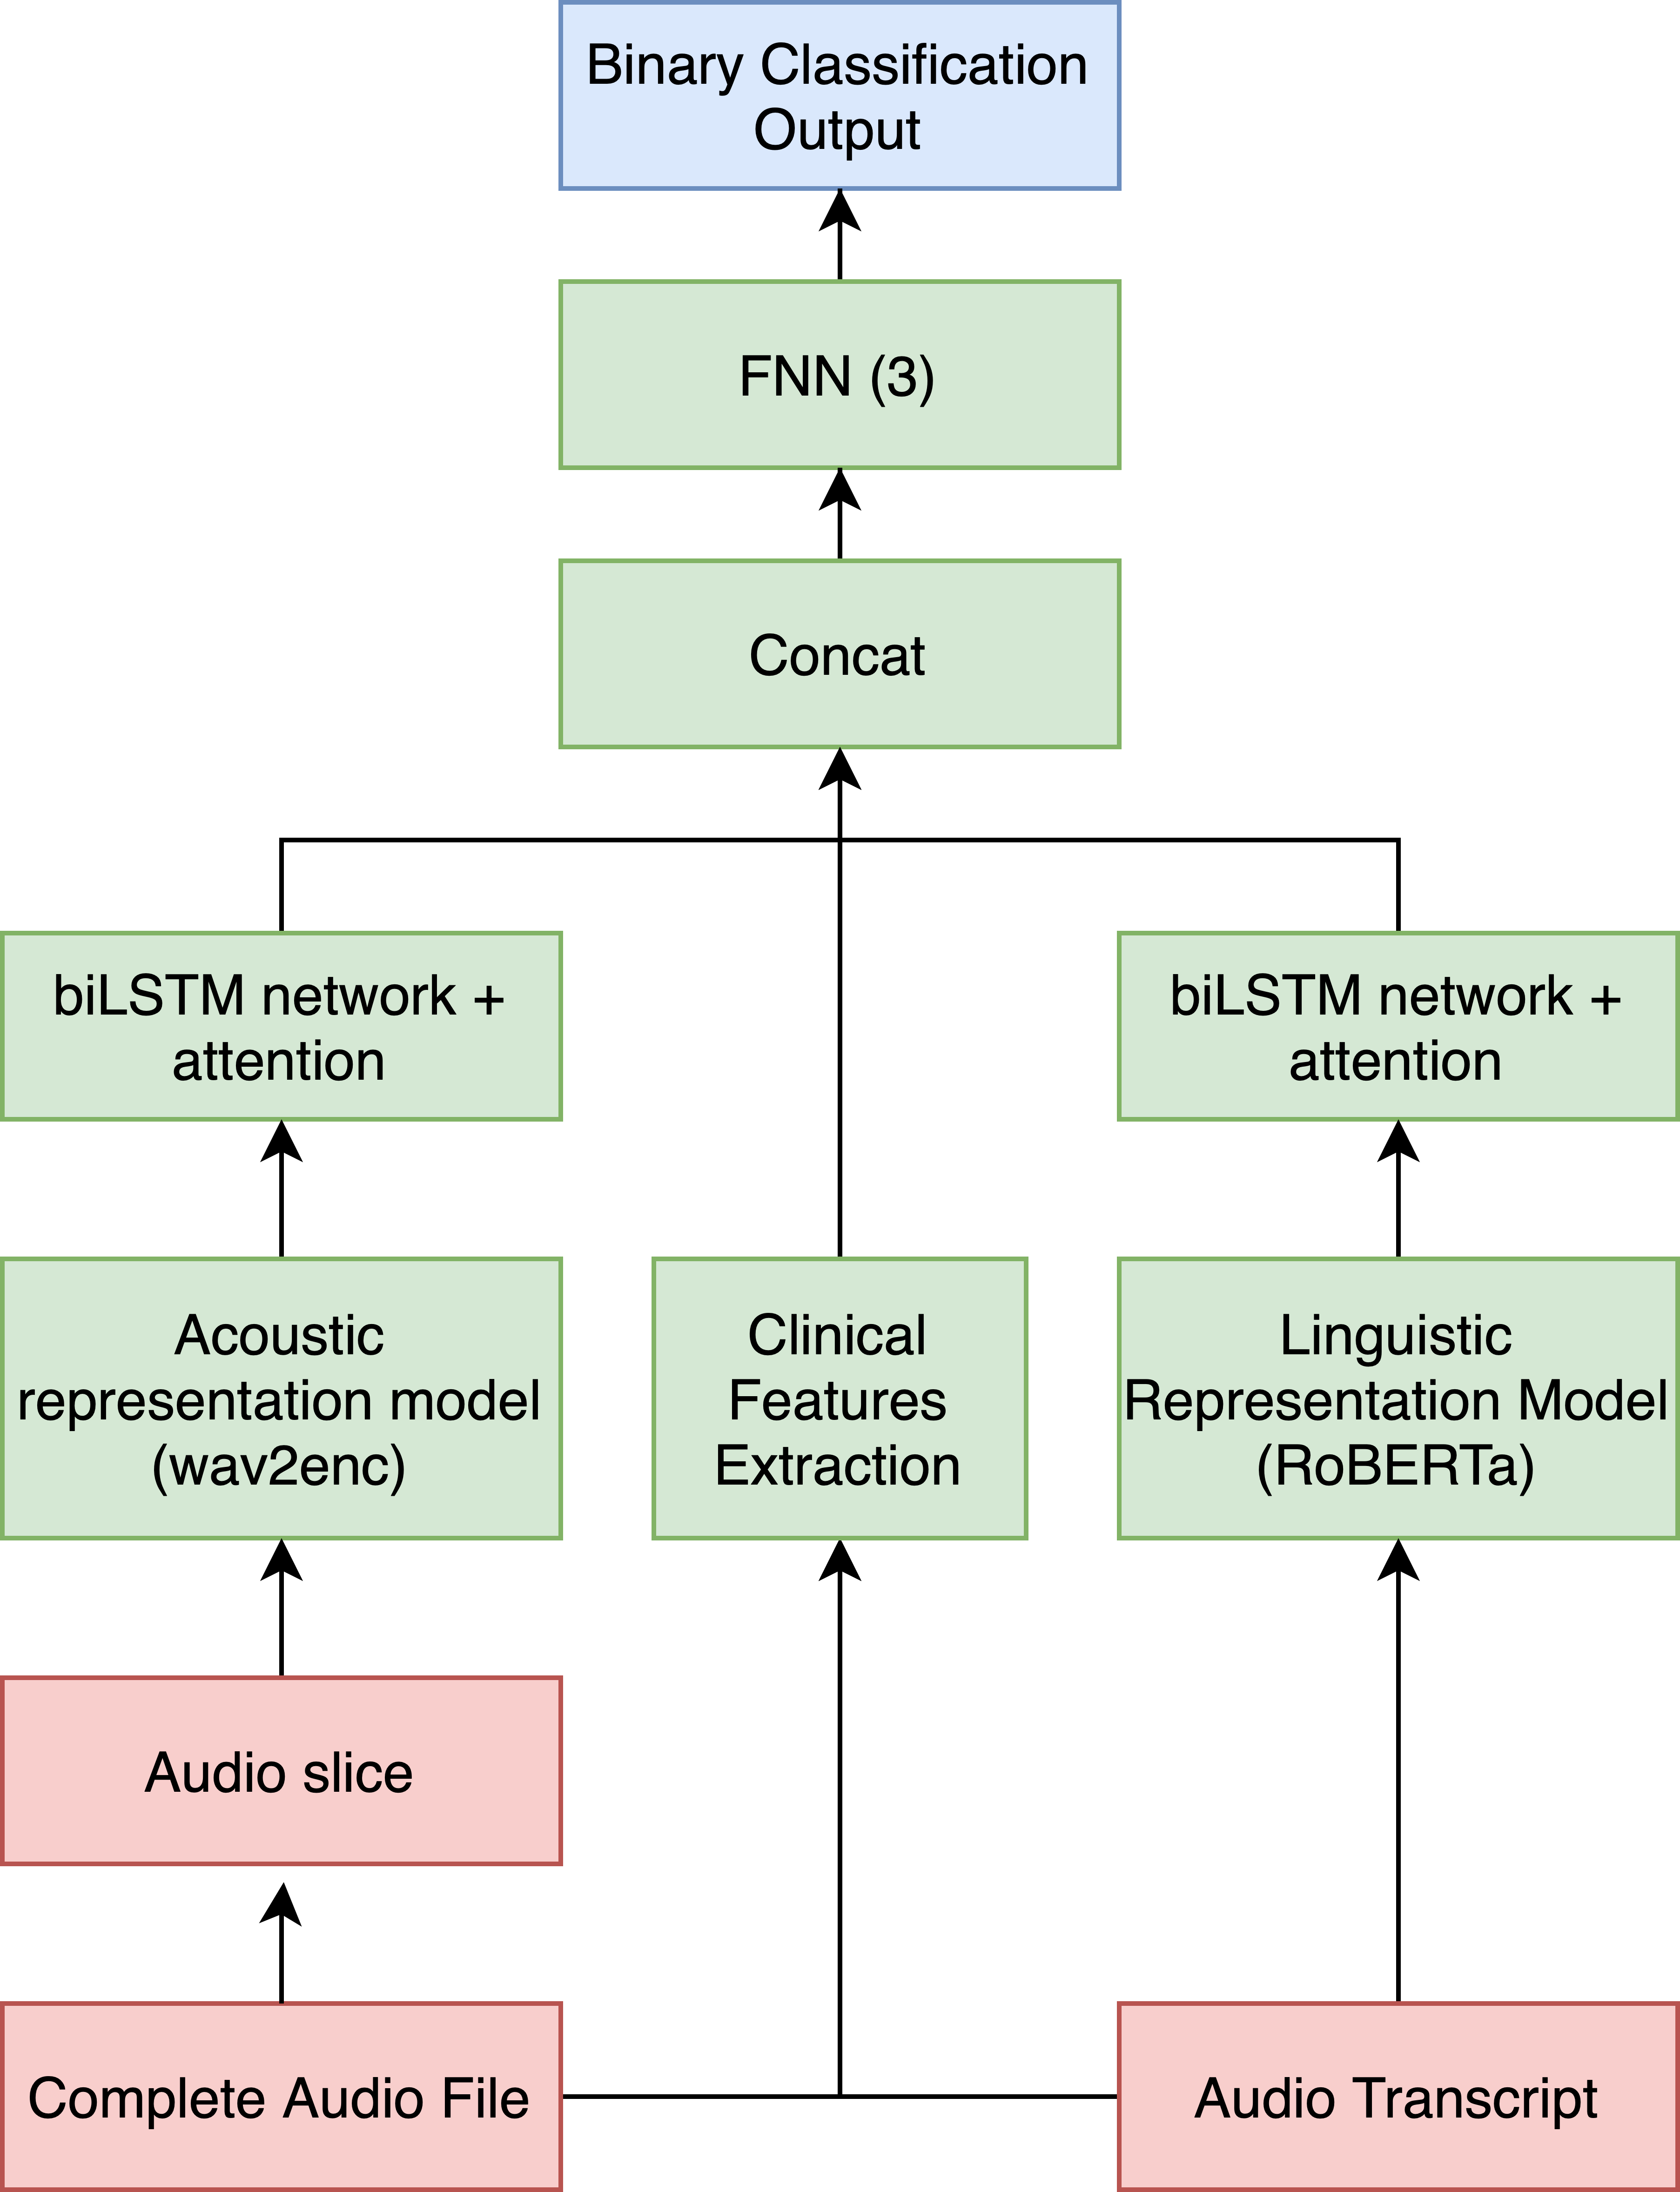 Binary Classification
Output
FNN (3)
Concat
biLSTM network +
attention
biLSTM network +
attention
Acoustic
representation model
(wav2enc)
Clinical
Features
Extraction
Linguistic
Representation Model
(RoBERTa)
Audio slice
Complete Audio File
Audio Transcript